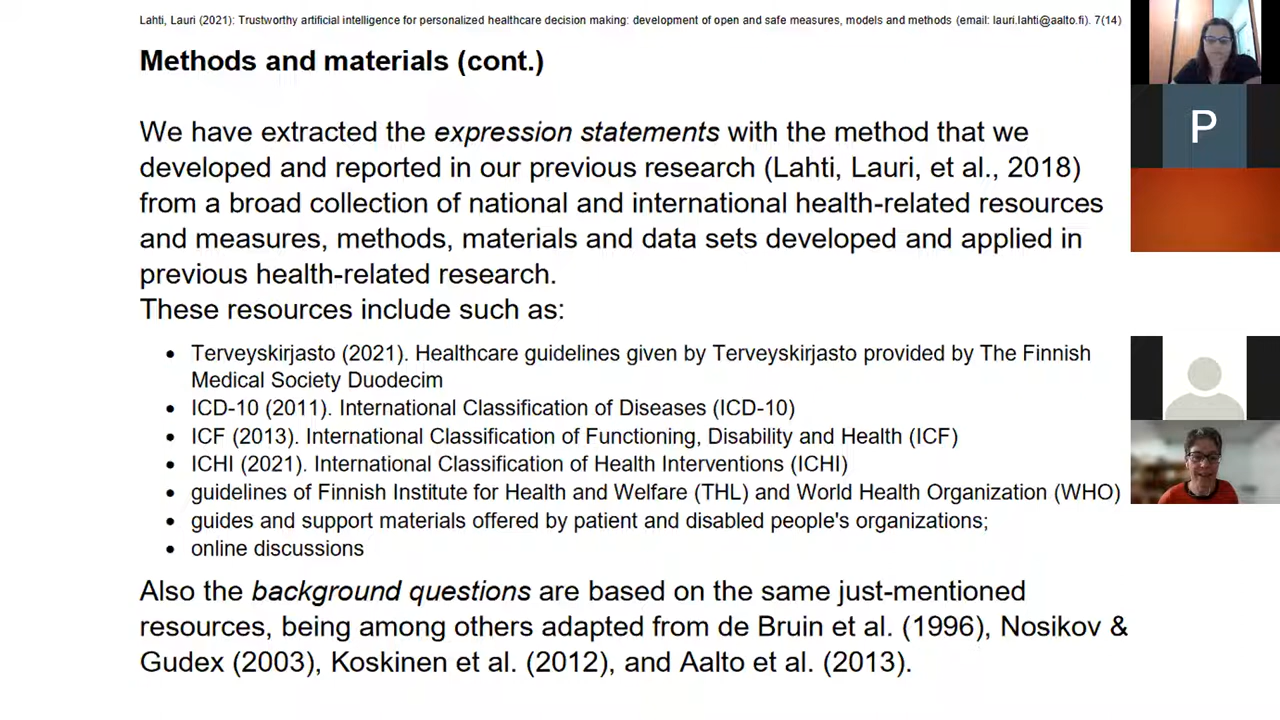 Lahti, Lauri (2021): Trustworthy artificial intelligence for personalized healthcare decision making: development of open and safe measures, models and methods (email: lauri.lahti@aalto.fi). 7(14)
Methods and materials (cont.)
We have extracted the expression statements with the method that we
developed and reported in our previous research (Lahti, Lauri, et al., 2018)
from a broad collection of national and international health-related resources
and measures, methods, materials and data sets developed and applied in
previous health-related research.
These resources include such as:
• Terveyskirjasto (2021). Healthcare guidelines given by Terveyskirjasto provided by The Finnish
Medical Society Duodecim
• ICD-10 (2011). International Classification of Diseases (ICD-10)
• ICF (2013). International Classification of Functioning, Disability and Health (ICF)
• ICHI (2021). International Classification of Health Interventions (ICHI)
• guidelines of Finnish Institute for Health and Welfare (THL) and World Health Organization (WHO)
• guides and support materials offered by patient and disabled people's organizations;
• online discussions
Also the background questions are based on the same just-mentioned
resources, being among others adapted from de Bruin et al. (1996), Nosikov &
Gudex (2003), Koskinen et al. (2012), and Aalto et al. (2013).
P